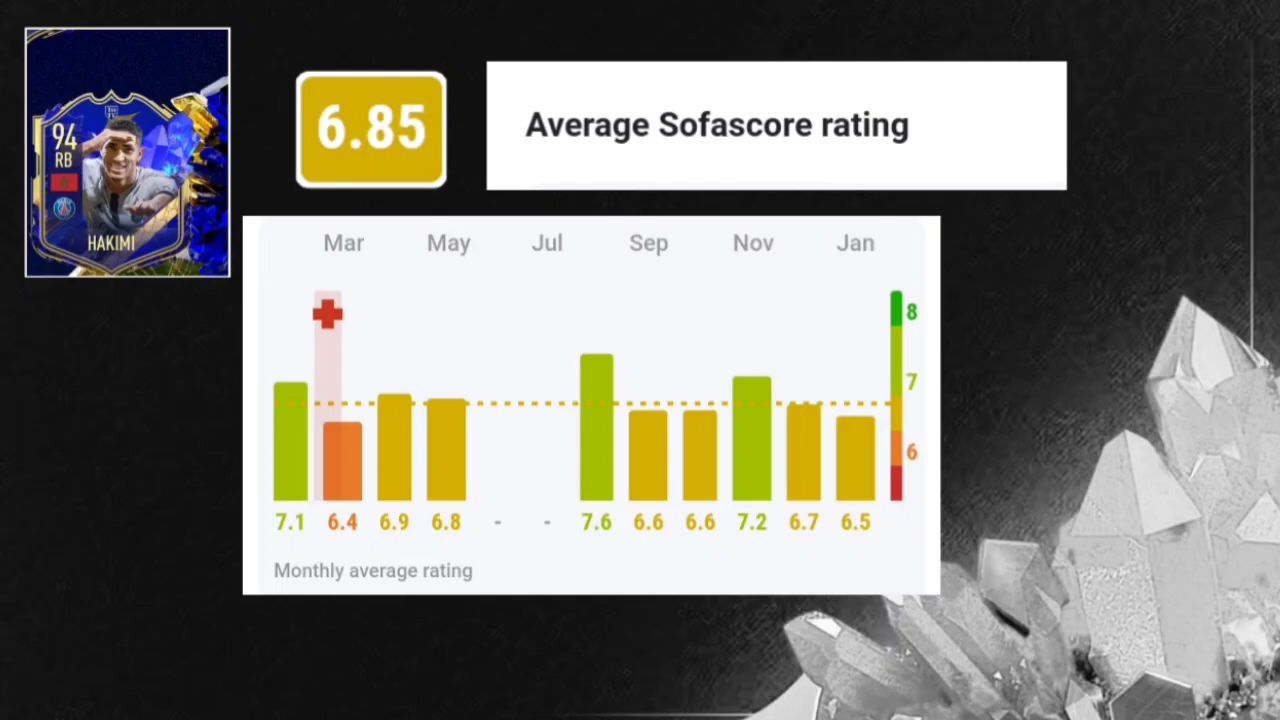 94
RB
HAKIMI
6.85
Average Sofascore rating
Mar May Jul Sep Nov Jan
8
7
6
7.1 6.4 6.9 6.8 - - 7.6 6.6 6.6 7.2 6.7 6.5
Monthly average rating